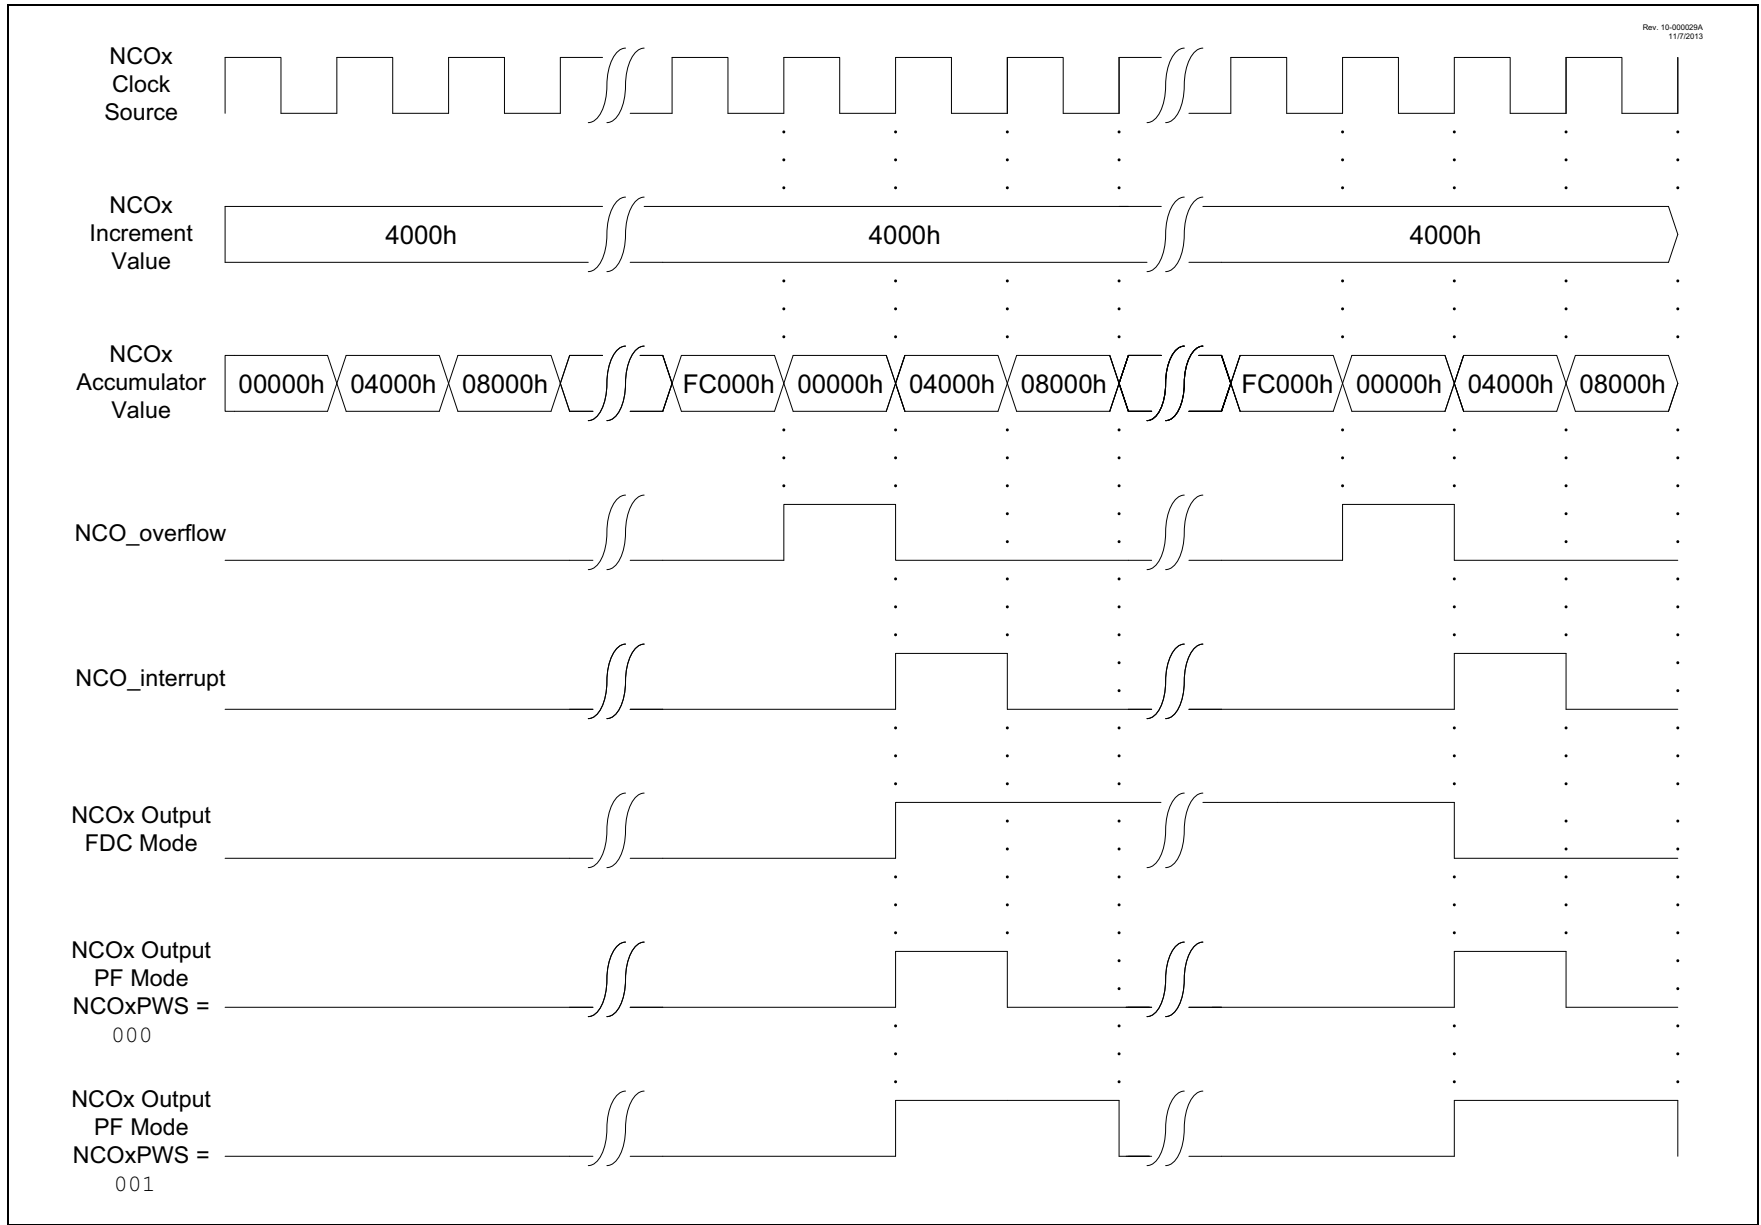 Rev. 10-000029A
11/7/2013
NCOx
Clock
Source
NCOx
Increment
Value
4000h
4000h
4000h
NCOx
Accumulator
Value
00000h 04000h 08000h FC000h 00000h 04000h 08000h FC000h 00000h 04000h 08000h
NCO_overflow
NCO_interrupt
NCOx Output
FDC Mode
NCOx Output
PF Mode
NCOxPWS =
000
NCOx Output
PF Mode
NCOxPWS =
001